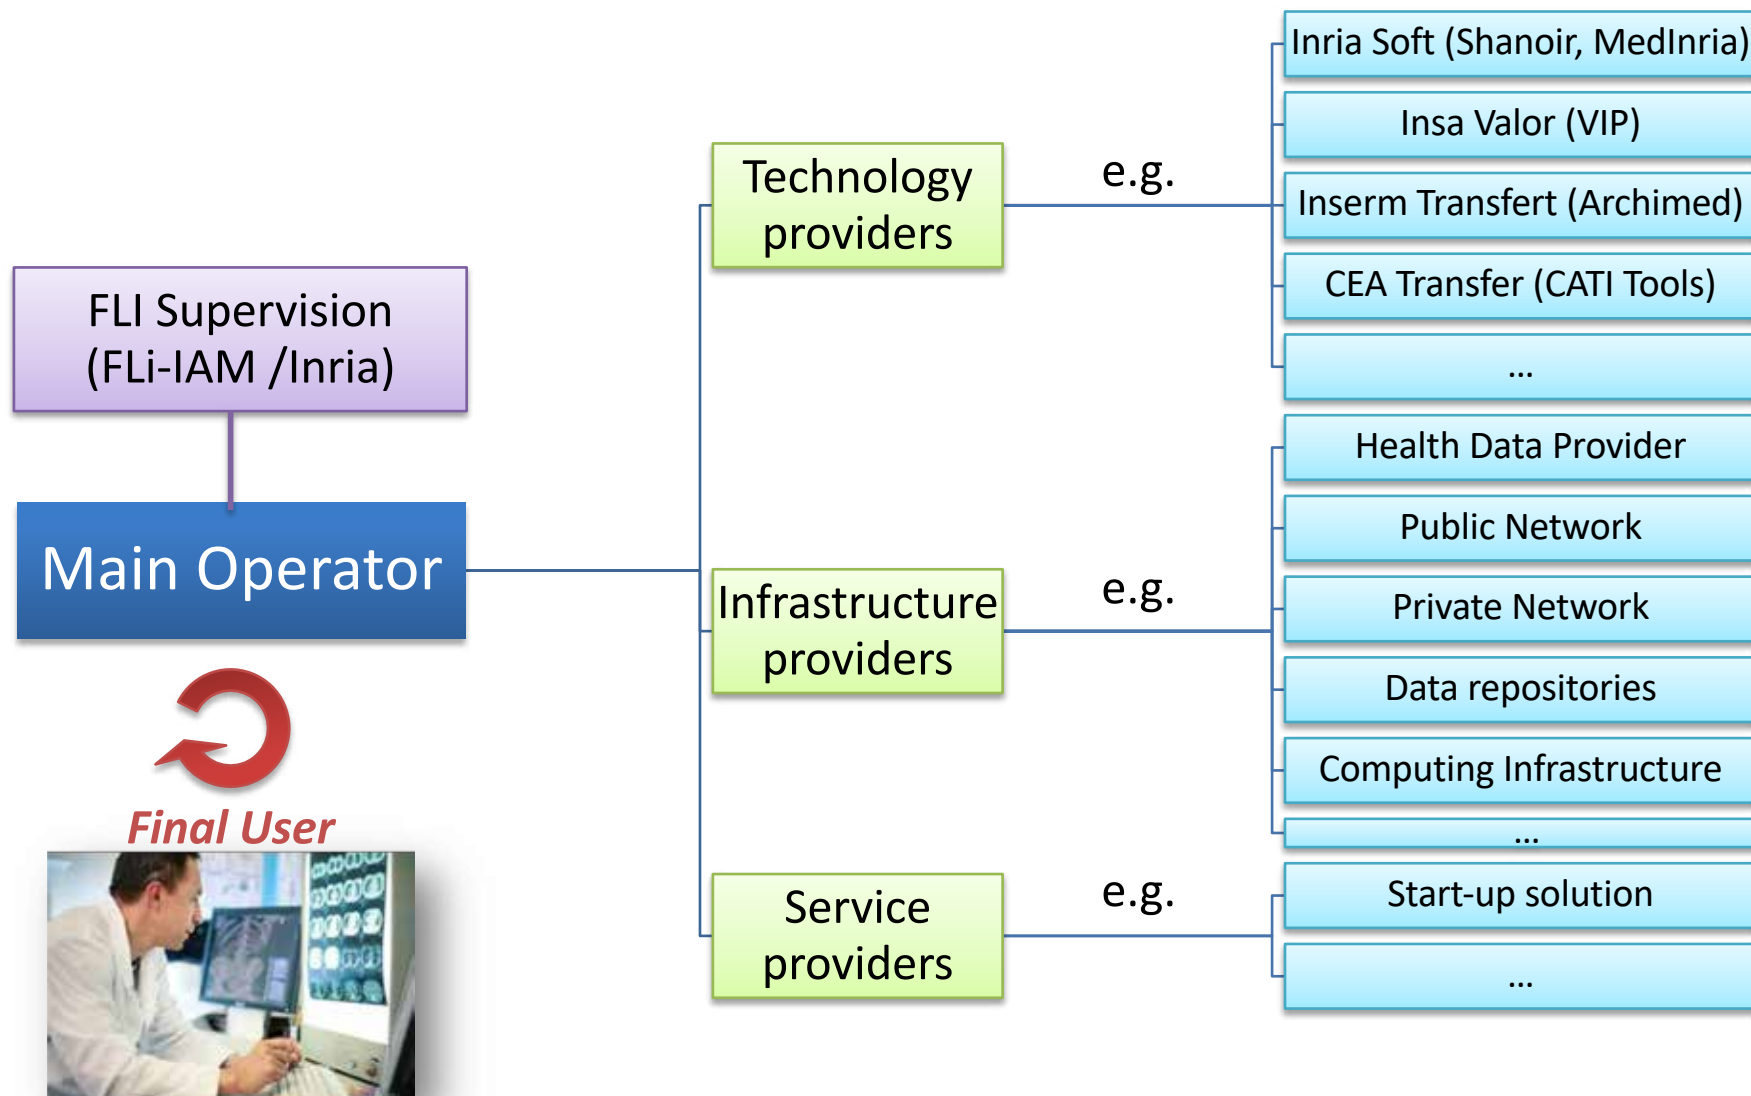 FLI Supervision
(FLi-IAM /Inria)
Main Operator
Final User
Technology
providers
e.g.
Inria Soft (Shanoir, MedInria)
Insa Valor (VIP)
Inserm Transfert (Archimed)
CEA Transfer (CATI Tools)
...
Infrastructure
providers
e.g.
Health Data Provider
Public Network
Private Network
Data repositories
Computing Infrastructure
...
Service
providers
e.g.
Start-up solution
...